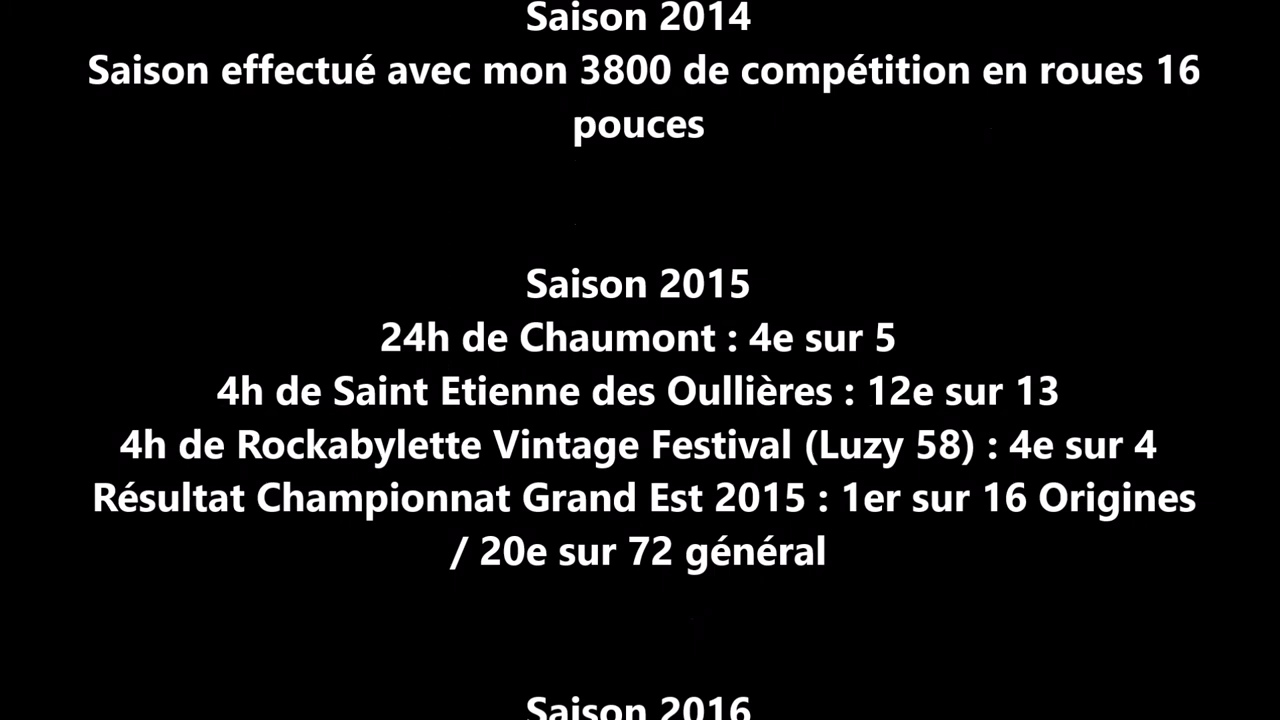 Saison 2014
Saison effectué avec mon 3800 de compétition en roues 16
pouces
Saison 2015
24h de Chaumont : 4e sur 5
4h de Saint Etienne des Oullières : 12e sur 13
4h de Rockabylette Vintage Festival (Luzy 58) : 4e sur 4
Résultat Championnat Grand Est 2015 : 1er sur 16 Origines
/ 20e sur 72 général
Saison 2016